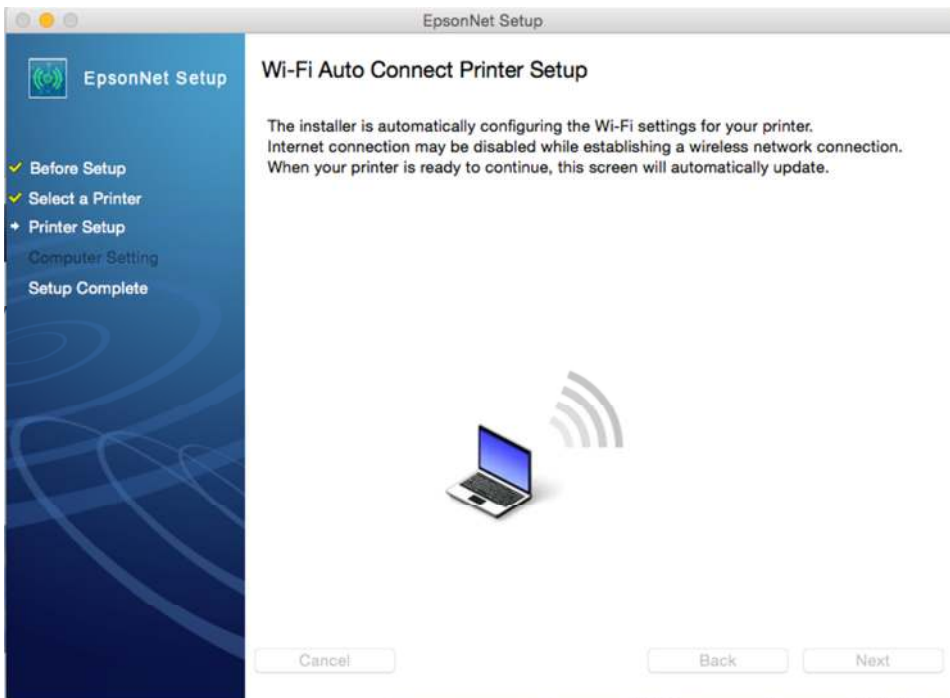 EpsonNet Setup
EpsonNet Setup
Before Setup
Select a Printer
Printer Setup
Computer Setting
Setup Complete
Wi-Fi Auto Connect Printer Setup
The installer is automatically configuring the Wi-Fi settings for your printer.
Internet connection may be disabled while establishing a wireless network connection.
When your printer is ready to continue, this screen will automatically update.
Cancel
Back
Next